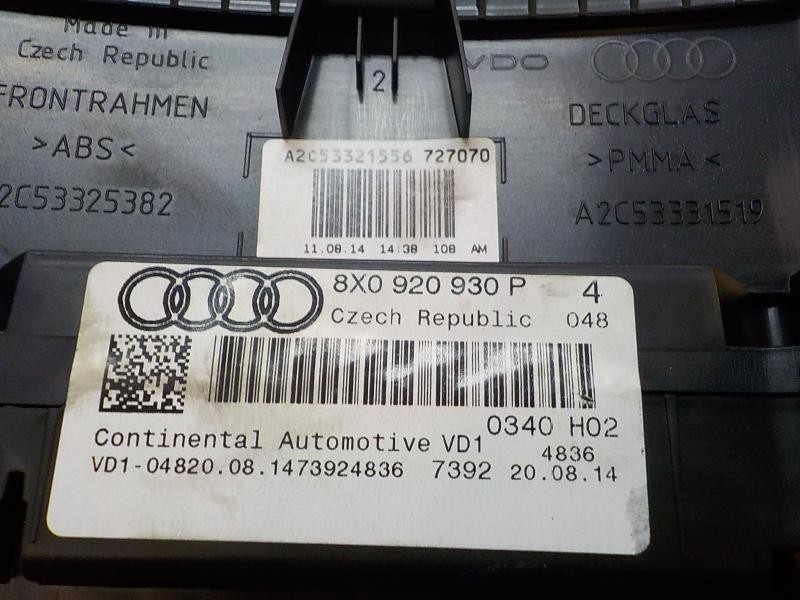 Made in
Czech Republic
VDO
FRONTRAHMEN
2
DECKGLAS
>ABS<
A2C53321556 727070
>PMMA<
2C53325382
A2C53331519
11.08.14 14:38 108 AM
8X0 920 930 P 4
Czech Republic 048
0340 H02
Continental Automotive VD1 4836
VD1-04820.08.1473924836 7392 20.08.14